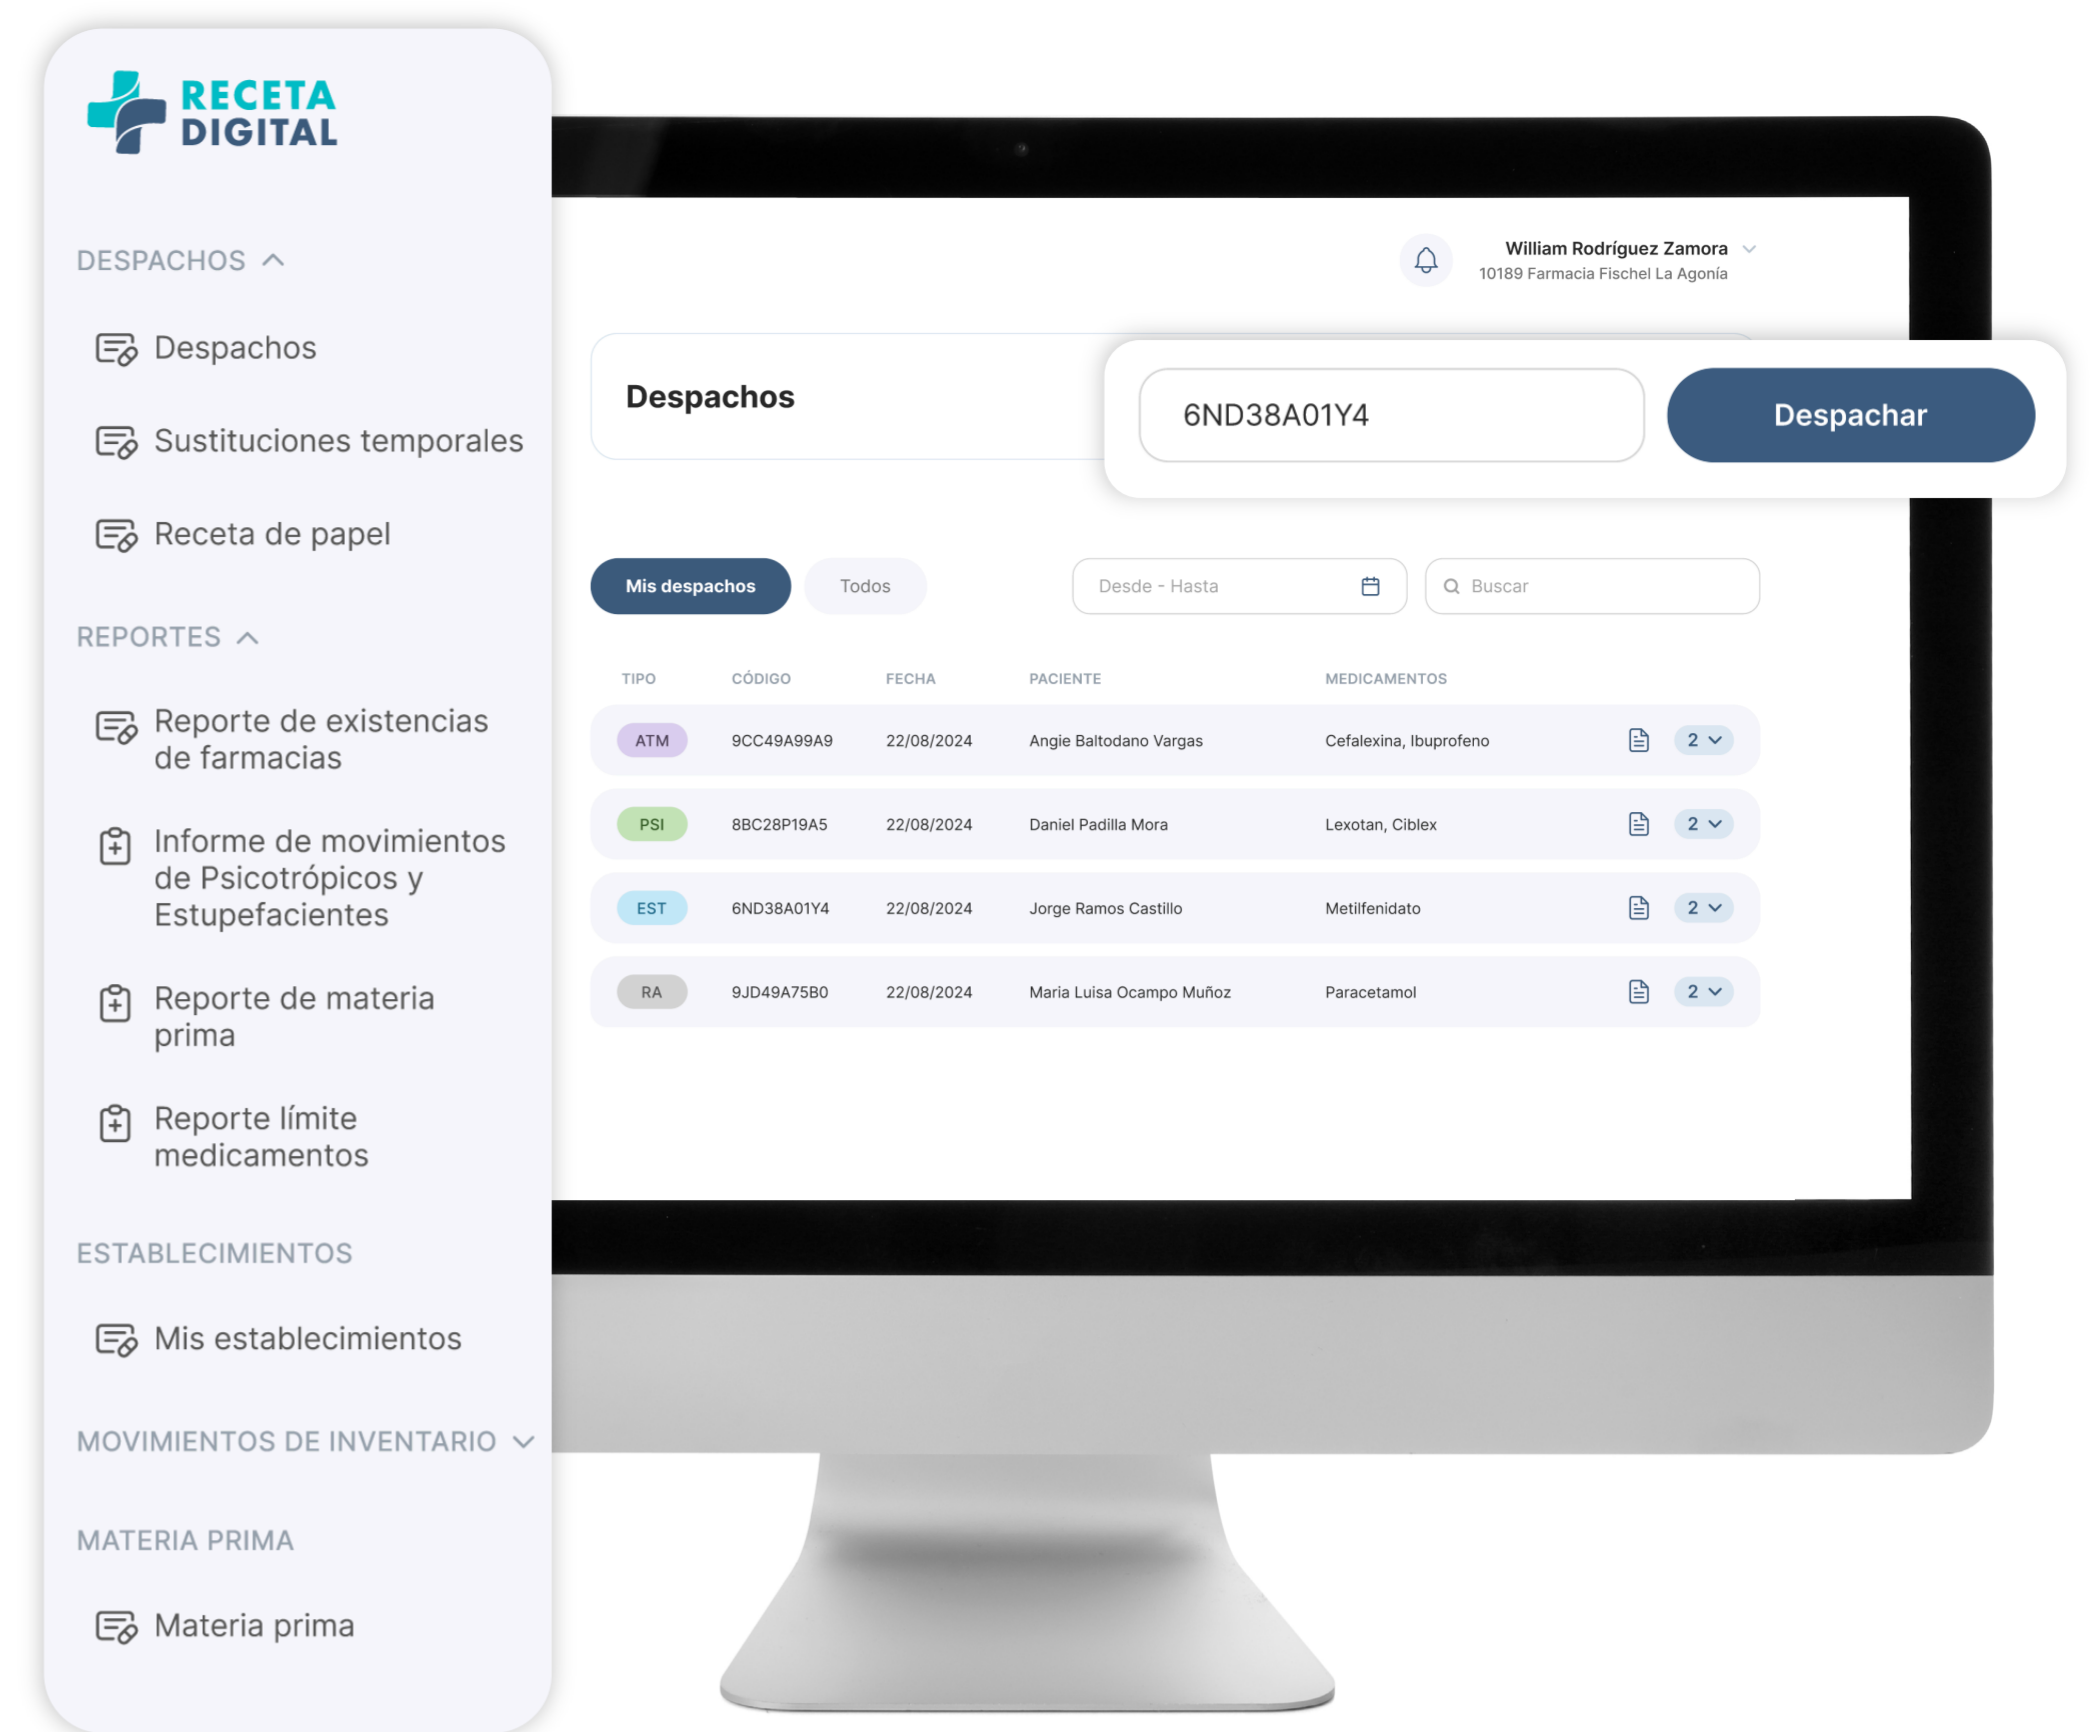 RECETA
DIGITAL
DESPACHOS
Despachos
Sustituciones temporales
Receta de papel
REPORTES
Reporte de existencias
de farmacias
Informe de movimientos
de Psicotrópicos y
Estupefacientes
Reporte de materia
prima
Reporte límite
medicamentos
ESTABLECIMIENTOS
Mis establecimientos
MOVIMIENTOS DE INVENTARIO
MATERIA PRIMA
Materia prima
William Rodríguez Zamora
10189 Farmacia Fischel La Agonía
Despachos
6ND38A01Y4 Despachar
Mis despachos Todos Desde - Hasta Buscar
TIPO CÓDIGO FECHA PACIENTE MEDICAMENTOS
ATM 9CC49A99A9 22/08/2024 Angie Baltodano Vargas Cefalexina, Ibuprofeno 2
PSI 8BC28P19A5 22/08/2024 Daniel Padilla Mora Lexotan, Ciblex 2
EST 6ND38A01Y4 22/08/2024 Jorge Ramos Castillo Metilfenidato 2
RA 9JD49A75B0 22/08/2024 Maria Luisa Ocampo Muñoz Paracetamol 2